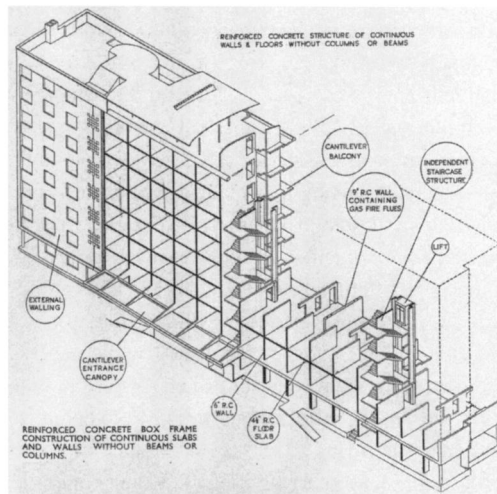 REINFORCED CONCRETE STRUCTURE OF CONTINUOUS
WALLS & FLOORS WITHOUT COLUMNS OR BEAMS
CANTILEVER
BALCONY
INDEPENDENT
STAIRCASE
STRUCTURE
9" R.C WALL
CONTAINING
GAS FIRE FLUES
LIFT
EXTERNAL
WALLING
CANTILEVER
ENTRANCE
CANOPY
6" R.C
WALL
4½" R.C
FLOOR
SLAB
REINFORCED CONCRETE BOX FRAME
CONSTRUCTION OF CONTINUOUS SLABS
AND WALLS WITHOUT BEAMS OR
COLUMNS.